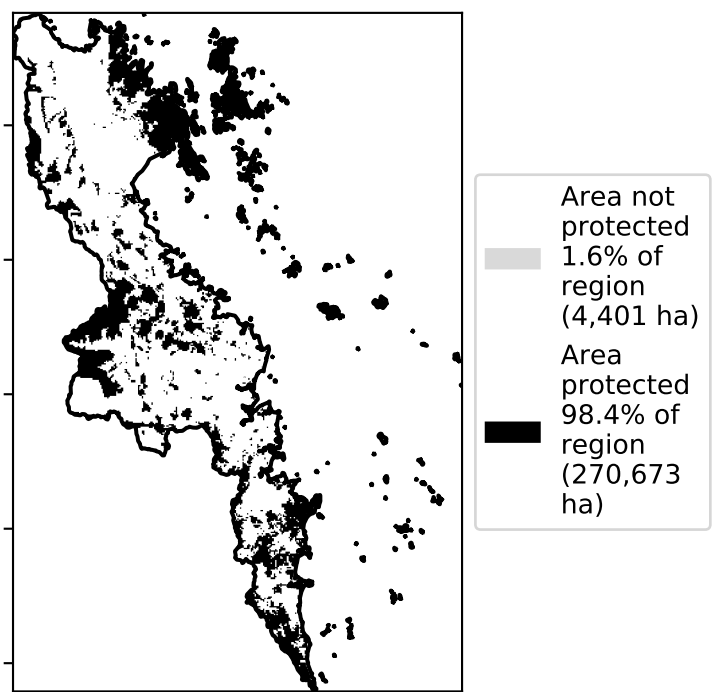 Area not
protected
1.6% of
region
(4,401 ha)
Area
protected
98.4% of
region
(270,673
ha)